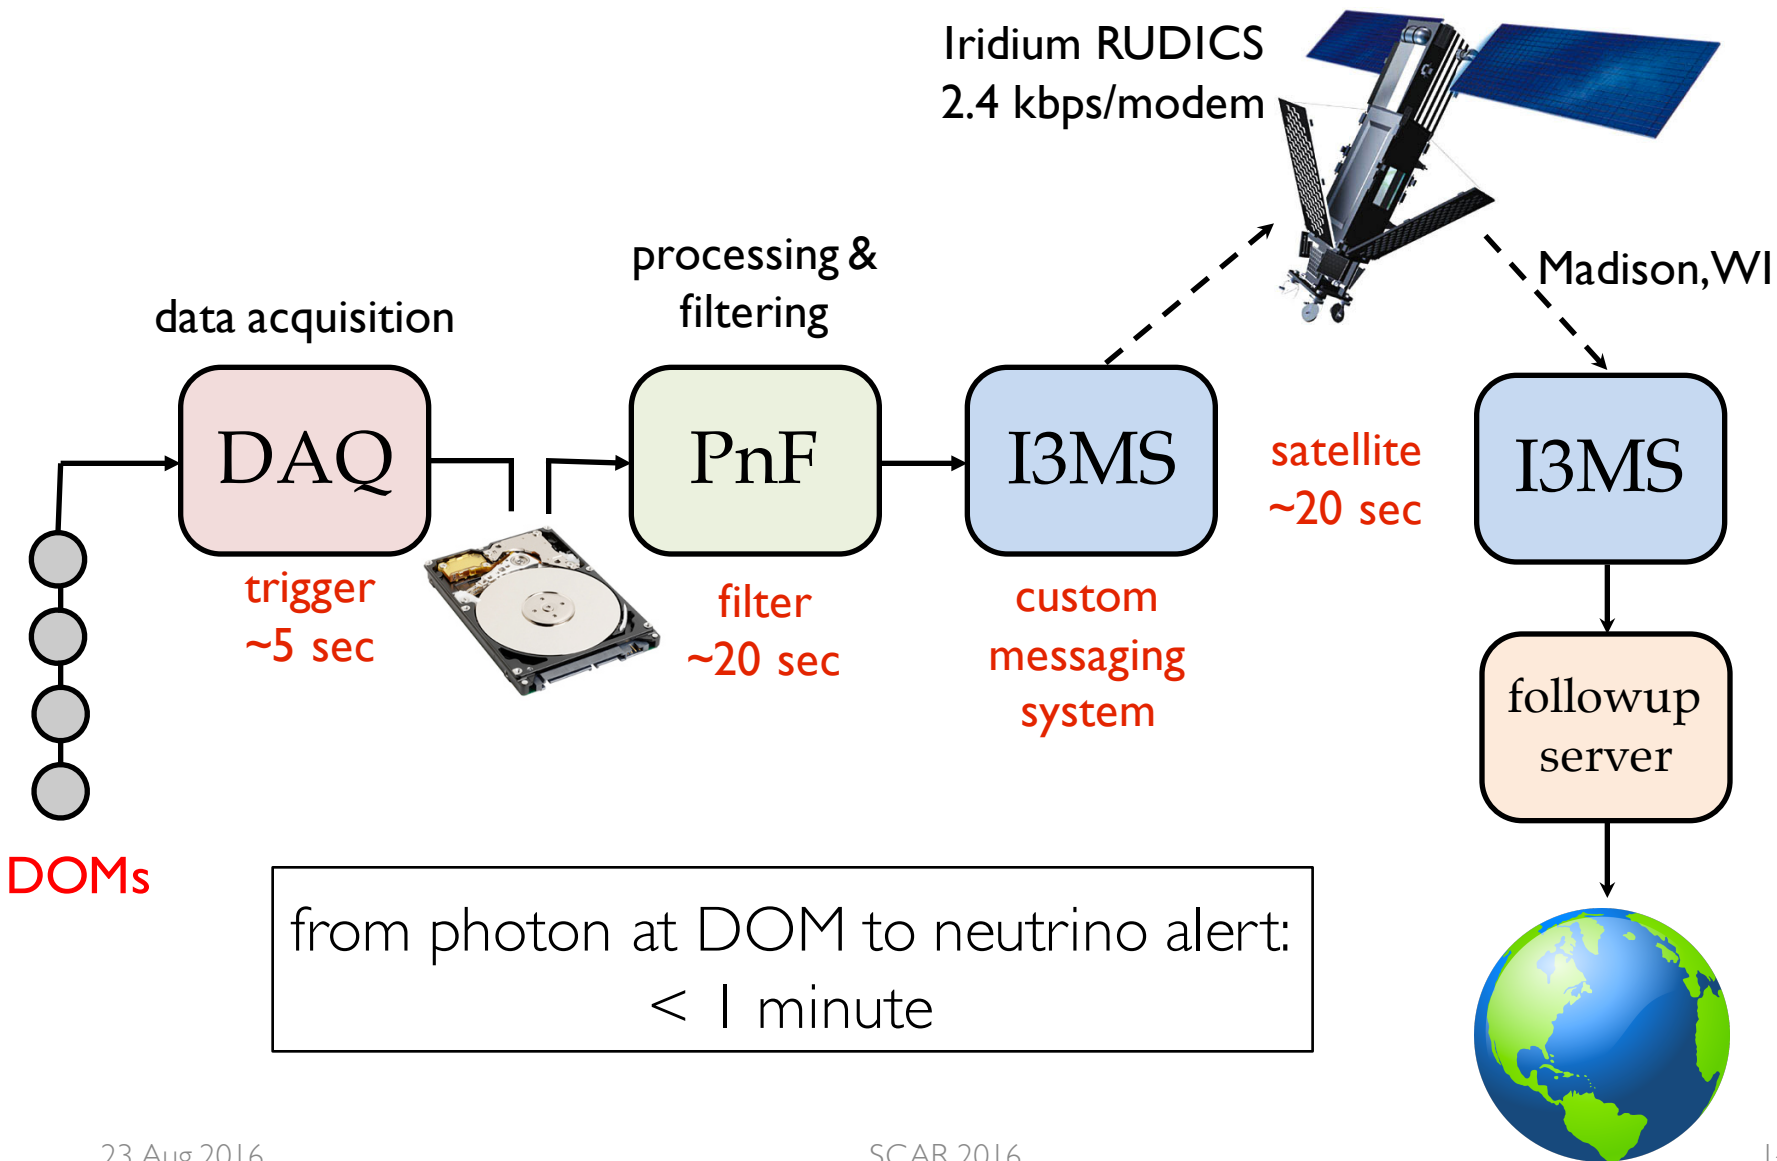 Iridium RUDICS
2.4 kbps/modem
processing &
filtering
Madison, WI
data acquisition
DAQ
PnF
I3MS
satellite
~20 sec
I3MS
trigger
~5 sec
filter
~20 sec
custom
messaging
system
followup
server
DOMs
from photon at DOM to neutrino alert:
< 1 minute
23 Aug 2016
SCAR 2016